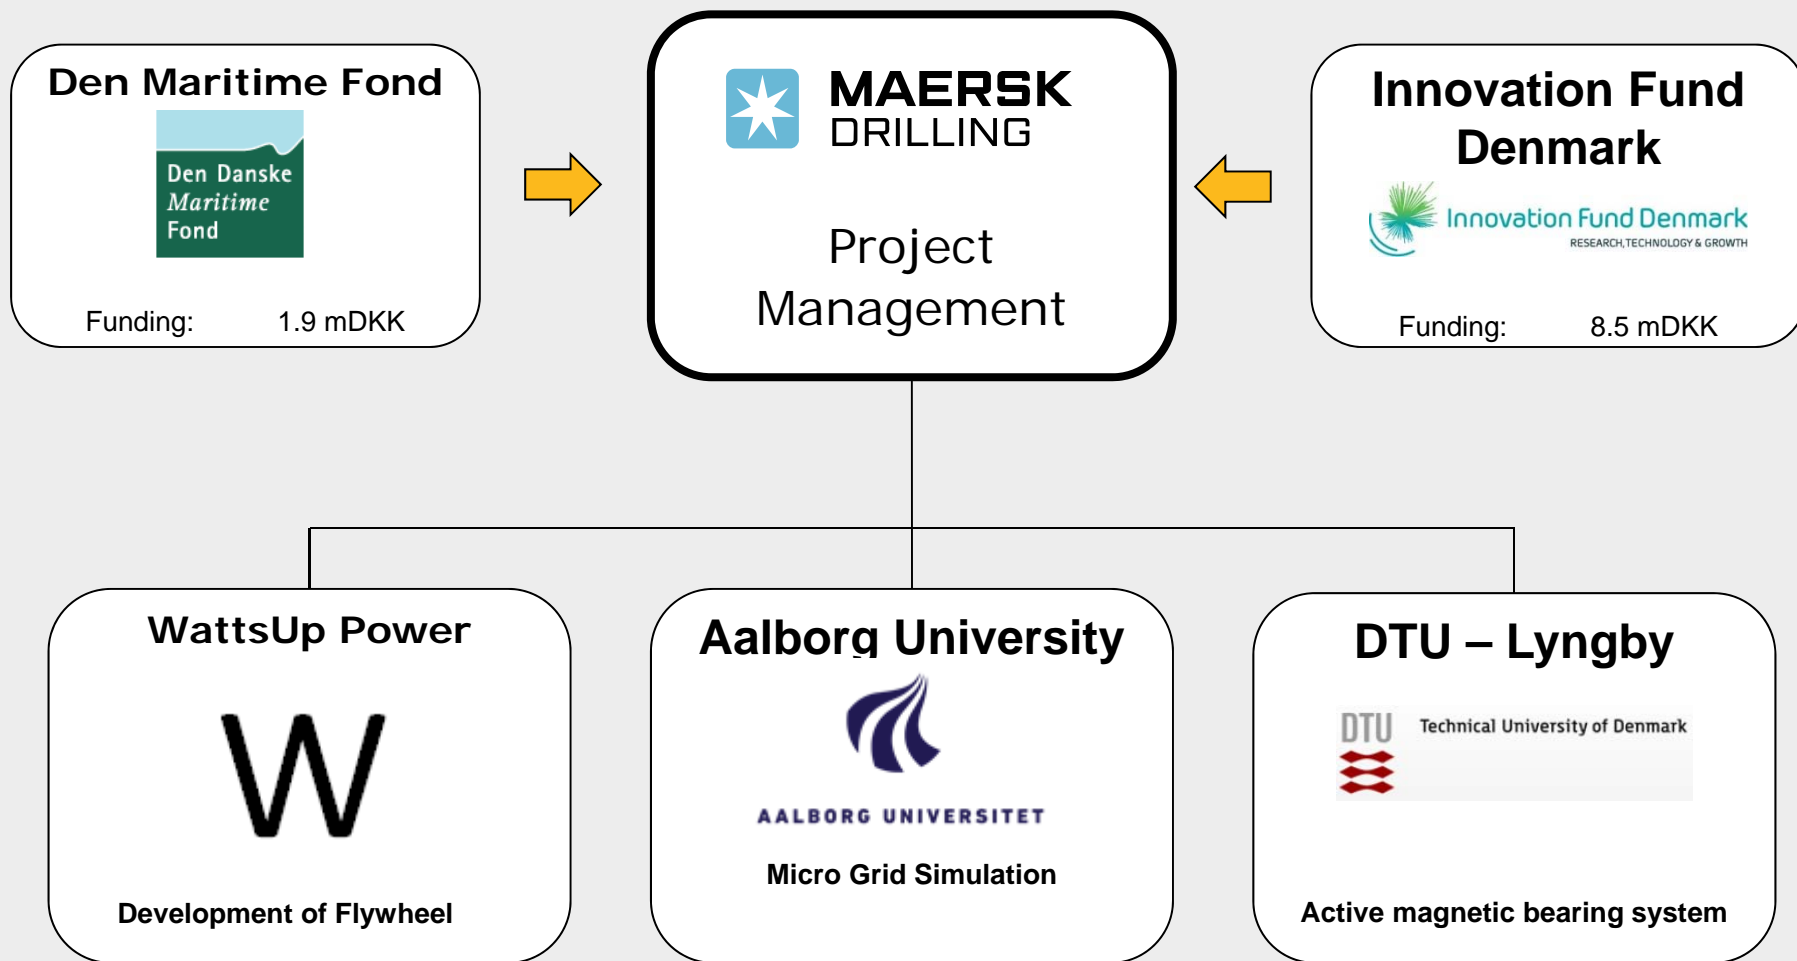 Den Maritime Fond
Den Danske
Maritime
Fond
Funding: 1.9 mDKK
MAERSK
DRILLING
Project
Management
Innovation Fund
Denmark
Innovation Fund Denmark
RESEARCH, TECHNOLOGY & GROWTH
Funding: 8.5 mDKK
WattsUp Power
W
Development of Flywheel
Aalborg University
AALBORG UNIVERSITET
Micro Grid Simulation
DTU – Lyngby
DTU Technical University of Denmark
Active magnetic bearing system